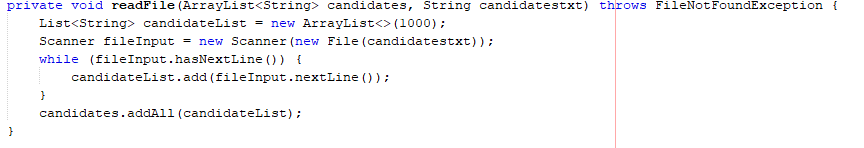 private void readFile(ArrayList<String> candidates, String candidatestxt) throws FileNotFoundException {
    List<String> candidateList = new ArrayList<>(1000);
    Scanner fileInput = new Scanner(new File(candidatestxt));
    while (fileInput.hasNextLine()) {
        candidateList.add(fileInput.nextLine());
    }
    candidates.addAll(candidateList);
}